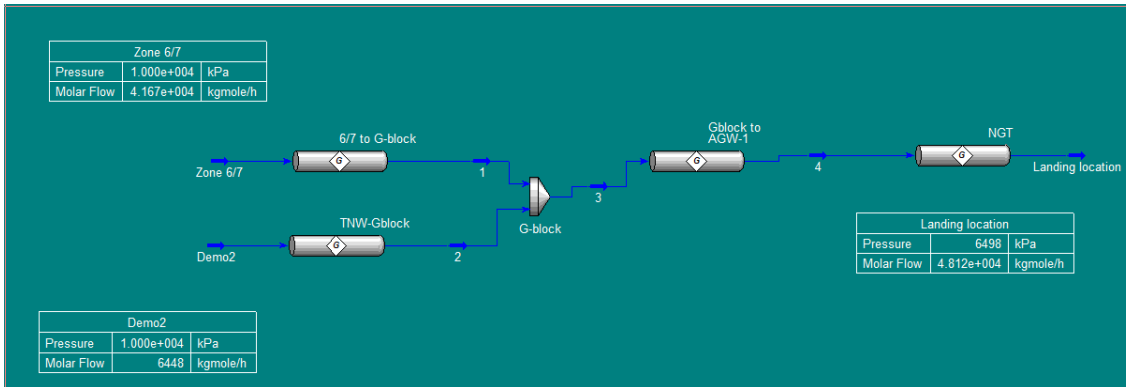 Zone 6/7
Pressure 1.000e+004 kPa
Molar Flow 4.167e+004 kgmole/h
6/7 to G-block
G
Zone 6/7
1
Gblock to
AGW-1
G
4
NGT
G
Landing location
3
G-block
TNW-Gblock
G
Demo2
2
Landing location
Pressure 6498 kPa
Molar Flow 4.812e+004 kgmole/h
Demo2
Pressure 1.000e+004 kPa
Molar Flow 6448 kgmole/h